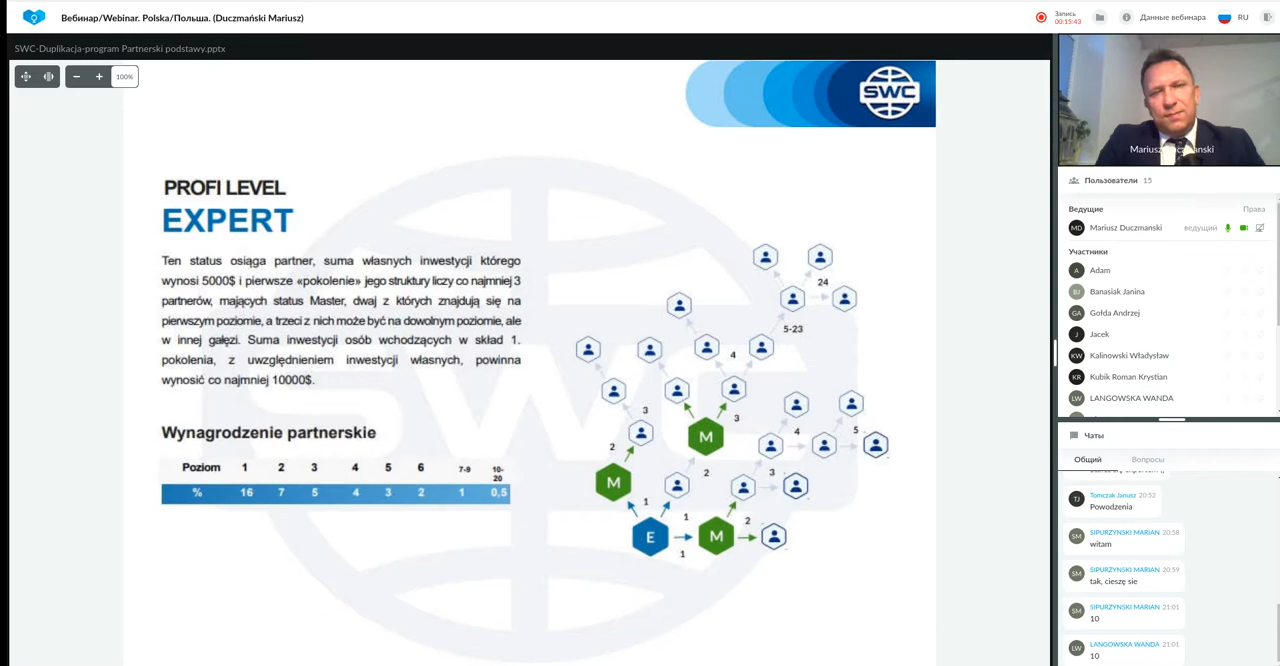 Вебинар/Webinar. Polska/Польша. (Duczmański Mariusz)
Запись
00:15:43
Данные вебинара
RU
SWC-Duplikacja-program Partnerski podstawy.pptx
100%
SWC
PROFI LEVEL
EXPERT
Ten status osiąga partner, suma własnych inwestycji którego
wynosi 5000$ i pierwsze «pokolenie» jego struktury liczy co najmniej 3
partnerów, mających status Master, dwaj z których znajdują się na
pierwszym poziomie, a trzeci z nich może być na dowolnym poziomie, ale
w innej gałęzi. Suma inwestycji osób wchodzących w skład 1.
pokolenia, z uwzględnieniem inwestycji własnych, powinna
wynosić co najmniej 10000$.
Wynagrodzenie partnerskie
Poziom 1 2 3 4 5 6 7-9 10-20
% 16 7 5 4 3 2 1 0,5
24
5-23
4
3
3
2
M
M
4
5
2
3
1
1
2
E
M
1
SWC
Mariusz Duczmanski
Пользователи 15
Ведущие
Права
MD Mariusz Duczmanski ведущий
Участники
A Adam
BJ Banasiak Janina
GA Gołda Andrzej
J Jacek
KW Kalinowski Władysław
KR Kubik Roman Krystian
LW LANGOWSKA WANDA
Чаты
Общий
Вопросы
TJ Tomczak Janusz 20:52
Powodzenia
SM SIPURZYNSKI MARIAN 20:58
witam
SM SIPURZYNSKI MARIAN 20:59
tak, cieszę sie
SM SIPURZYNSKI MARIAN 21:01
10
LW LANGOWSKA WANDA 21:01
10